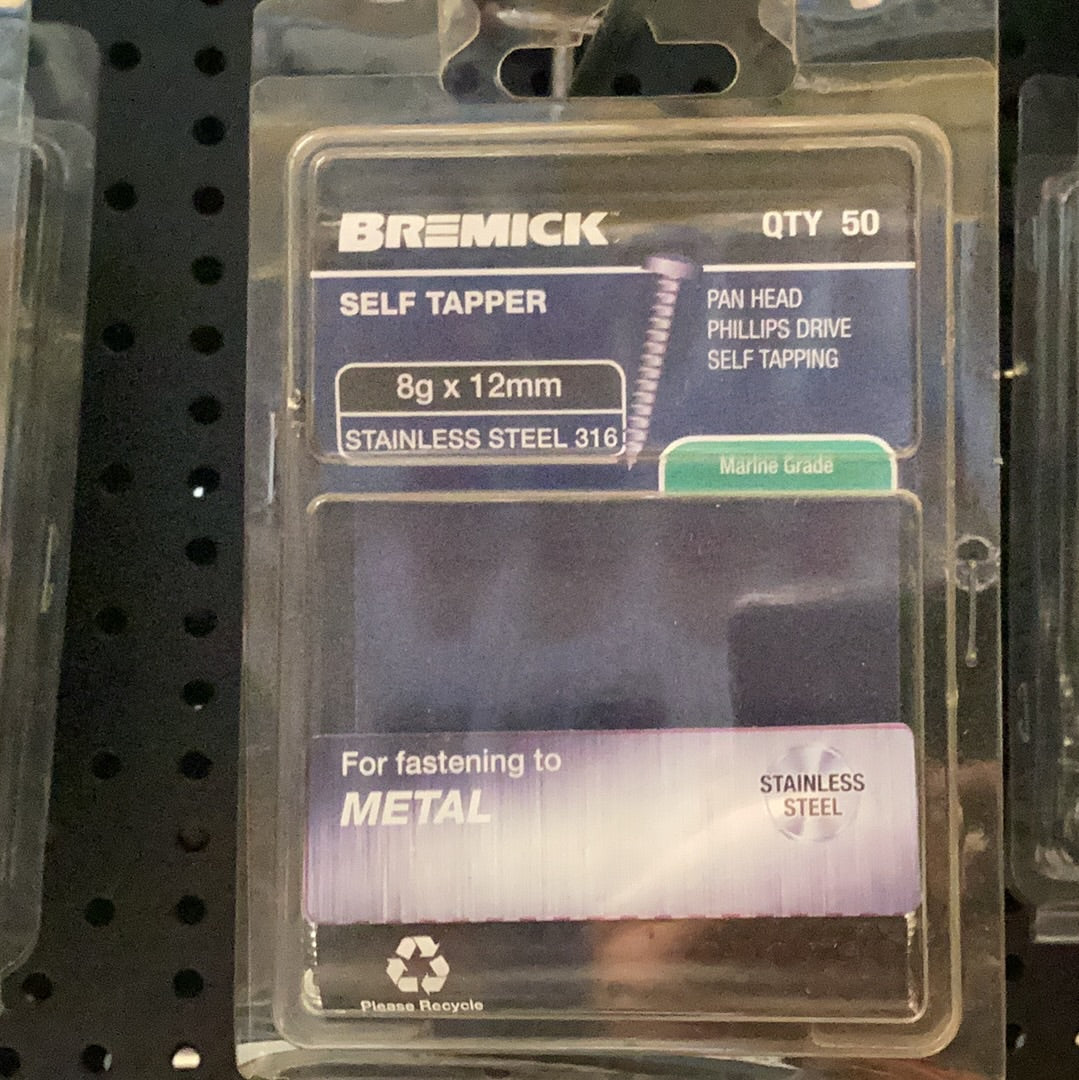 BREMICK
QTY 50
SELF TAPPER
PAN HEAD
PHILLIPS DRIVE
SELF TAPPING
8g x 12mm
STAINLESS STEEL 316
Marine Grade
For fastening to
METAL
STAINLESS
STEEL
Please Recycle